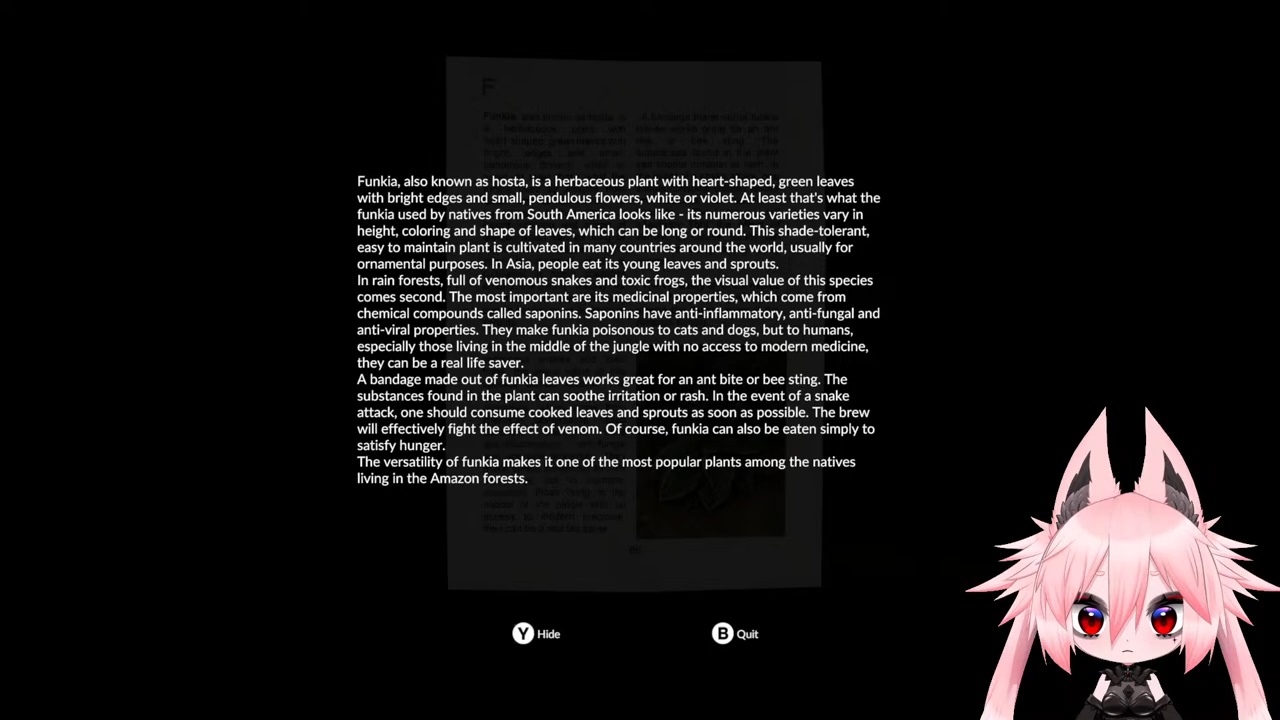 F
Funkia, also known as hosta, is a herbaceous plant with heart-shaped, green leaves
with bright edges and small, pendulous flowers, white or violet. At least that's what the
funkia used by natives from South America looks like - its numerous varieties vary in
height, coloring and shape of leaves, which can be long or round. This shade-tolerant,
easy to maintain plant is cultivated in many countries around the world, usually for
ornamental purposes. In Asia, people eat its young leaves and sprouts.
In rain forests, full of venomous snakes and toxic frogs, the visual value of this species
comes second. The most important are its medicinal properties, which come from
chemical compounds called saponins. Saponins have anti-inflammatory, anti-fungal and
anti-viral properties. They make funkia poisonous to cats and dogs, but to humans,
especially those living in the middle of the jungle with no access to modern medicine,
they can be a real life saver.
A bandage made out of funkia leaves works great for an ant bite or bee sting. The
substances found in the plant can soothe irritation or rash. In the event of a snake
attack, one should consume cooked leaves and sprouts as soon as possible. The brew
will effectively fight the effect of venom. Of course, funkia can also be eaten simply to
satisfy hunger.
The versatility of funkia makes it one of the most popular plants among the natives
living in the Amazon forests.
Y Hide
B Quit